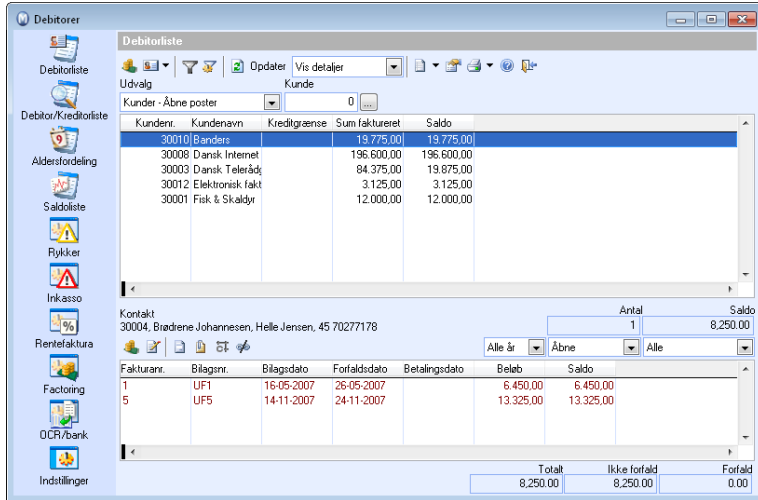 Debitorer
Debitorliste
Debitorliste
Debitor/Kreditorliste
Aldersfordeling
Saldoliste
Rykker
Inkasso
Rentefaktura
Factoring
OCR/bank
Indstillinger
Opdater Vis detaljer
Udvalg Kunde
Kunder - Åbne poster 0 ...
Kundenr. Kundenavn Kreditgrænse Sum faktureret Saldo
30010 Banders 19.775,00 19.775,00
30008 Dansk Internet 196.600,00 196.600,00
30003 Dansk Telerådg 84.375,00 19.875,00
30012 Elektronisk fakt 3.125,00 3.125,00
30001 Fisk & Skaldyr 12.000,00 12.000,00
Kontakt Antal Saldo
30004, Brødrene Johannesen, Helle Jensen, 45 70277178 1 8,250.00
Alle år Åbne Alle
Fakturanr. Bilagsnr. Bilagsdato Forfaldsdato Betalingsdato Beløb Saldo
1 UF1 16-05-2007 26-05-2007 6.450,00 6.450,00
5 UF5 14-11-2007 24-11-2007 13.325,00 13.325,00
Totalt Ikke forfald Forfald
8,250.00 8,250.00 0.00